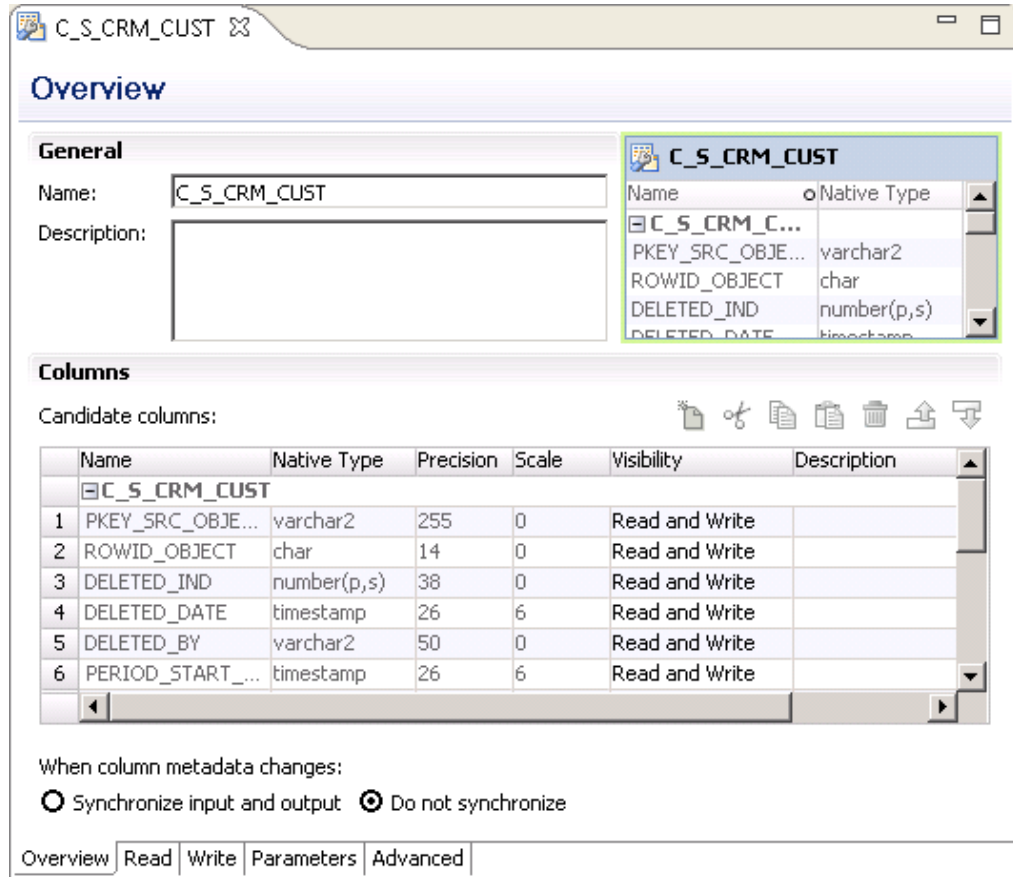 C_S_CRM_CUST
Overview
General
Name: C_S_CRM_CUST
Description:
C_S_CRM_CUST
Name Native Type
C_S_CRM_C...
PKEY_SRC_OBJE... varchar2
ROWID_OBJECT char
DELETED_IND number(p,s)
DELETED_DATE timestamp
Columns
Candidate columns:
Name Native Type Precision Scale Visibility Description
C_S_CRM_CUST
1 PKEY_SRC_OBJE... varchar2 255 0 Read and Write
2 ROWID_OBJECT char 14 0 Read and Write
3 DELETED_IND number(p,s) 38 0 Read and Write
4 DELETED_DATE timestamp 26 6 Read and Write
5 DELETED_BY varchar2 50 0 Read and Write
6 PERIOD_START_... timestamp 26 6 Read and Write
When column metadata changes:
Synchronize input and output Do not synchronize
Overview Read Write Parameters Advanced